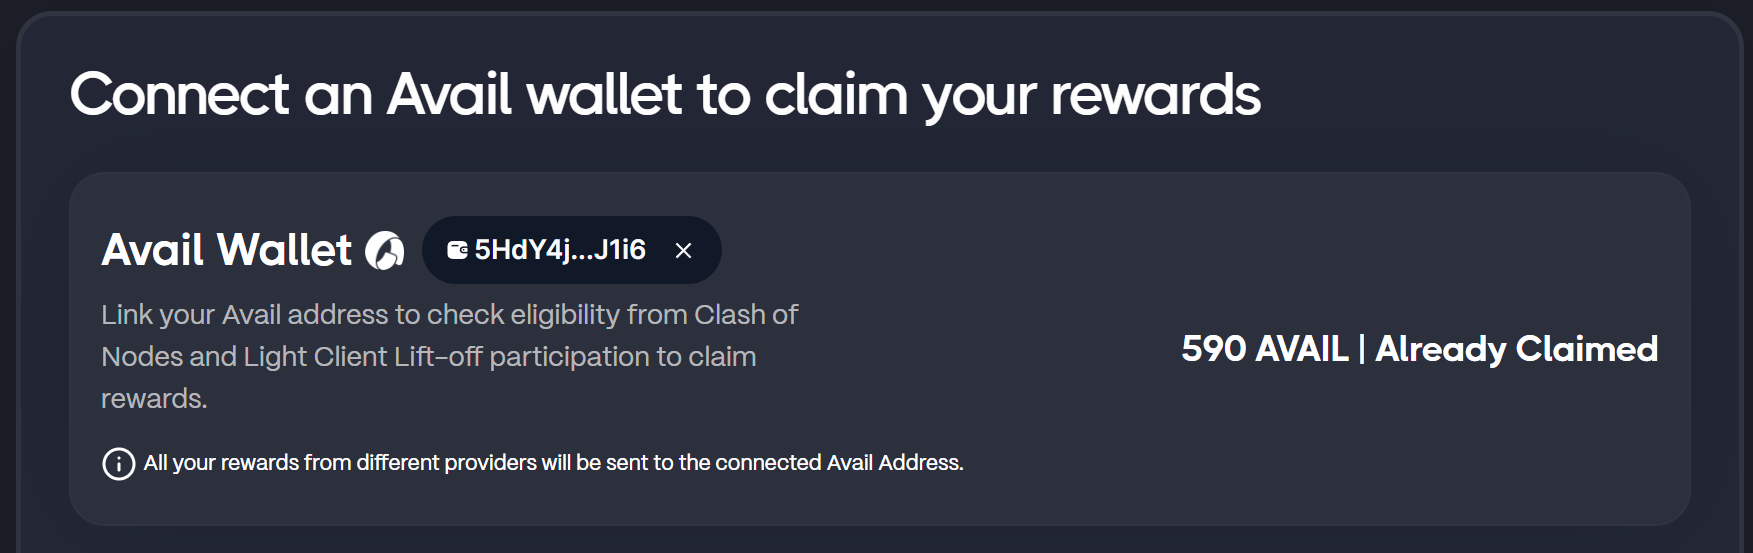 Connect an Avail wallet to claim your rewards
Avail Wallet 5HdY4j...J1i6 ×
Link your Avail address to check eligibility from Clash of
Nodes and Light Client Lift-off participation to claim
rewards.
590 AVAIL | Already Claimed
All your rewards from different providers will be sent to the connected Avail Address.